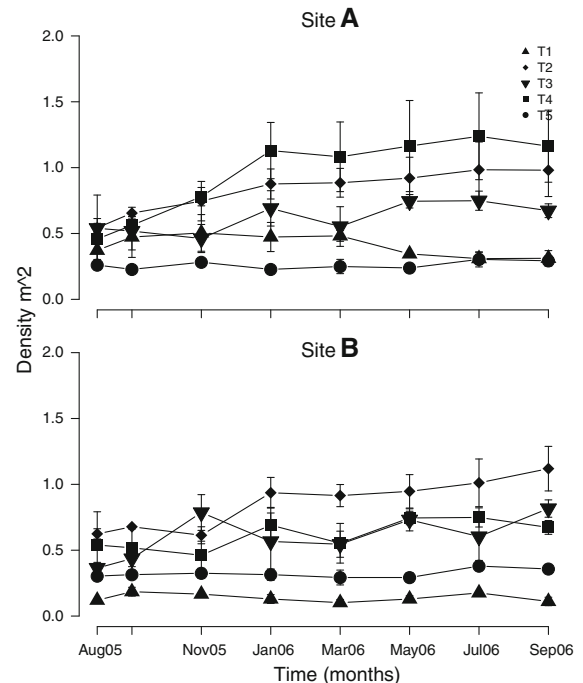 Site A
2.0
1.5
1.0
0.5
0.0
T1
T2
T3
T4
T5
Density m^2
Site B
2.0
1.5
1.0
0.5
0.0
Aug05 Nov05 Jan06 Mar06 May06 Jul06 Sep06
Time (months)